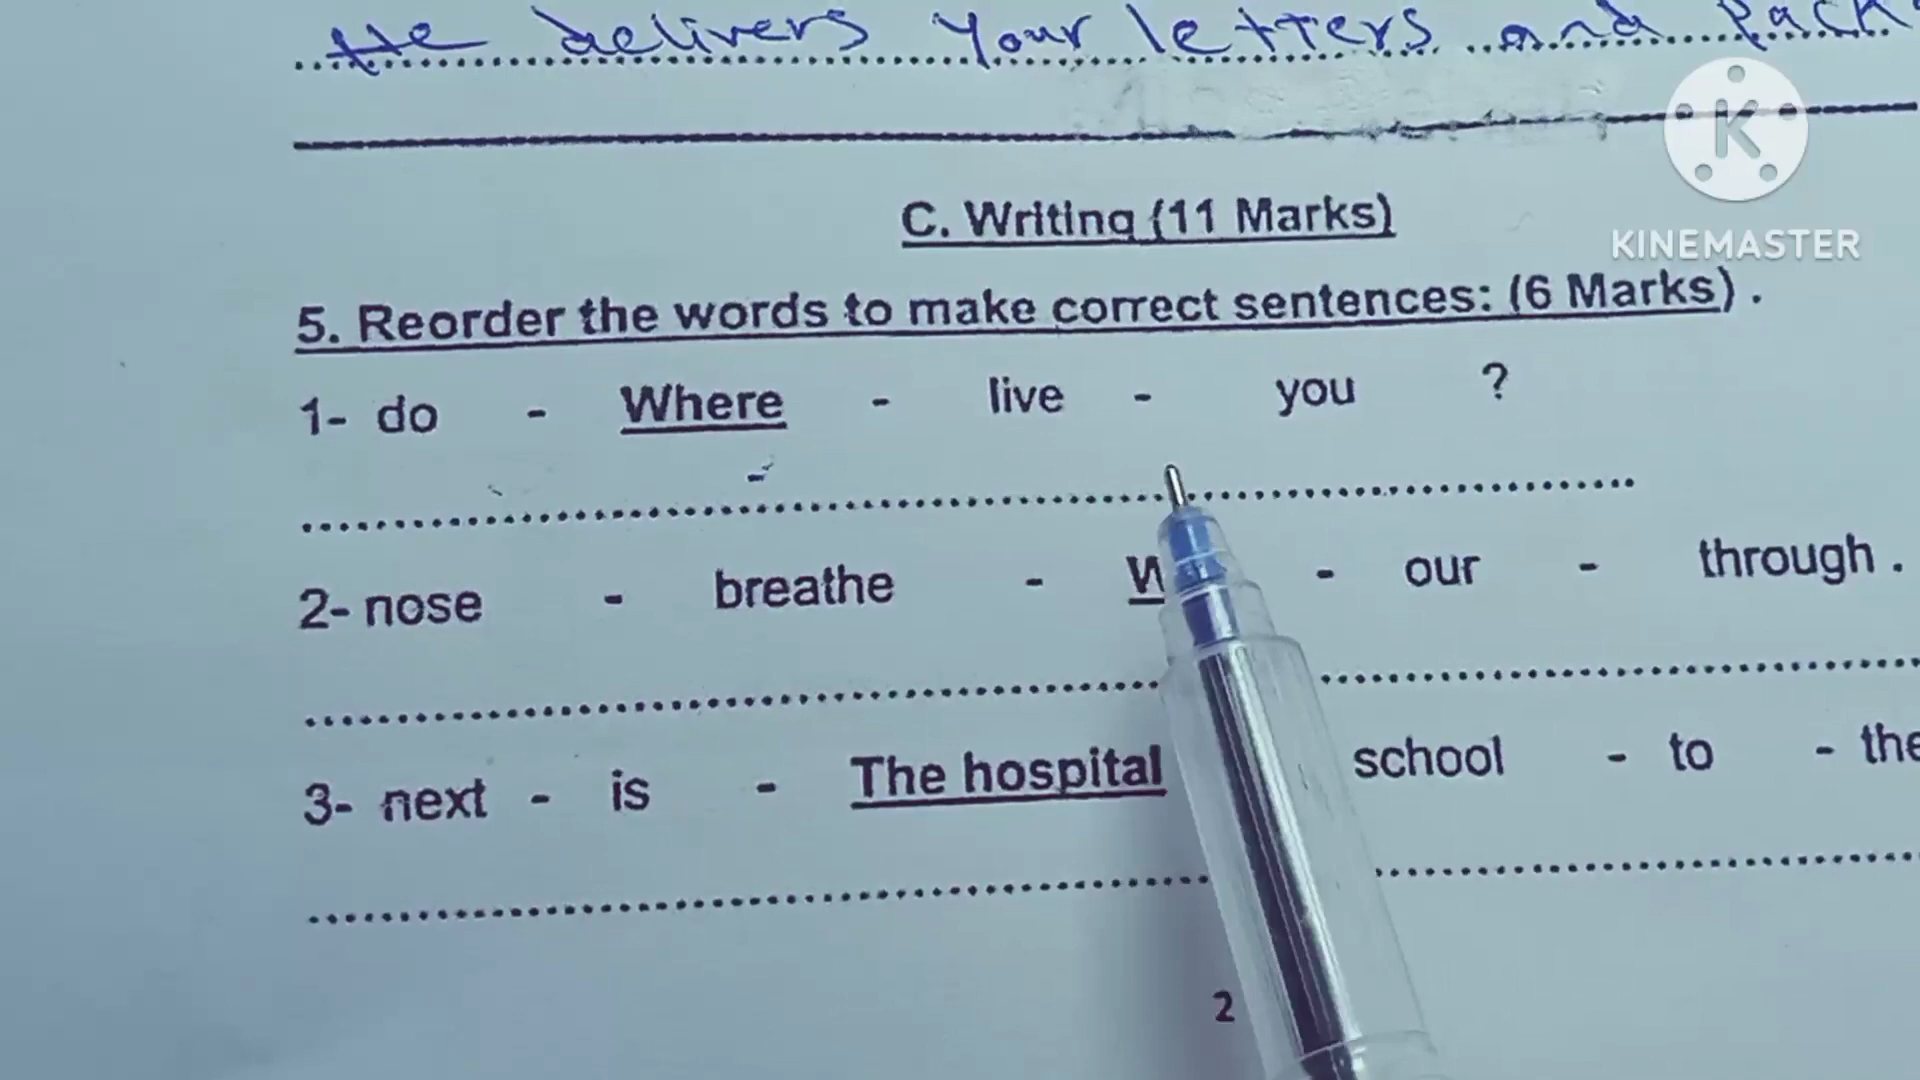 He delivers your letters and pack
K
KINEMASTER
C. Writing (11 Marks)
5. Reorder the words to make correct sentences: (6 Marks) .
1- do - Where - live - you ?
2- nose - breathe - - our - through .
3- next - is - The hospital school - to - the
2